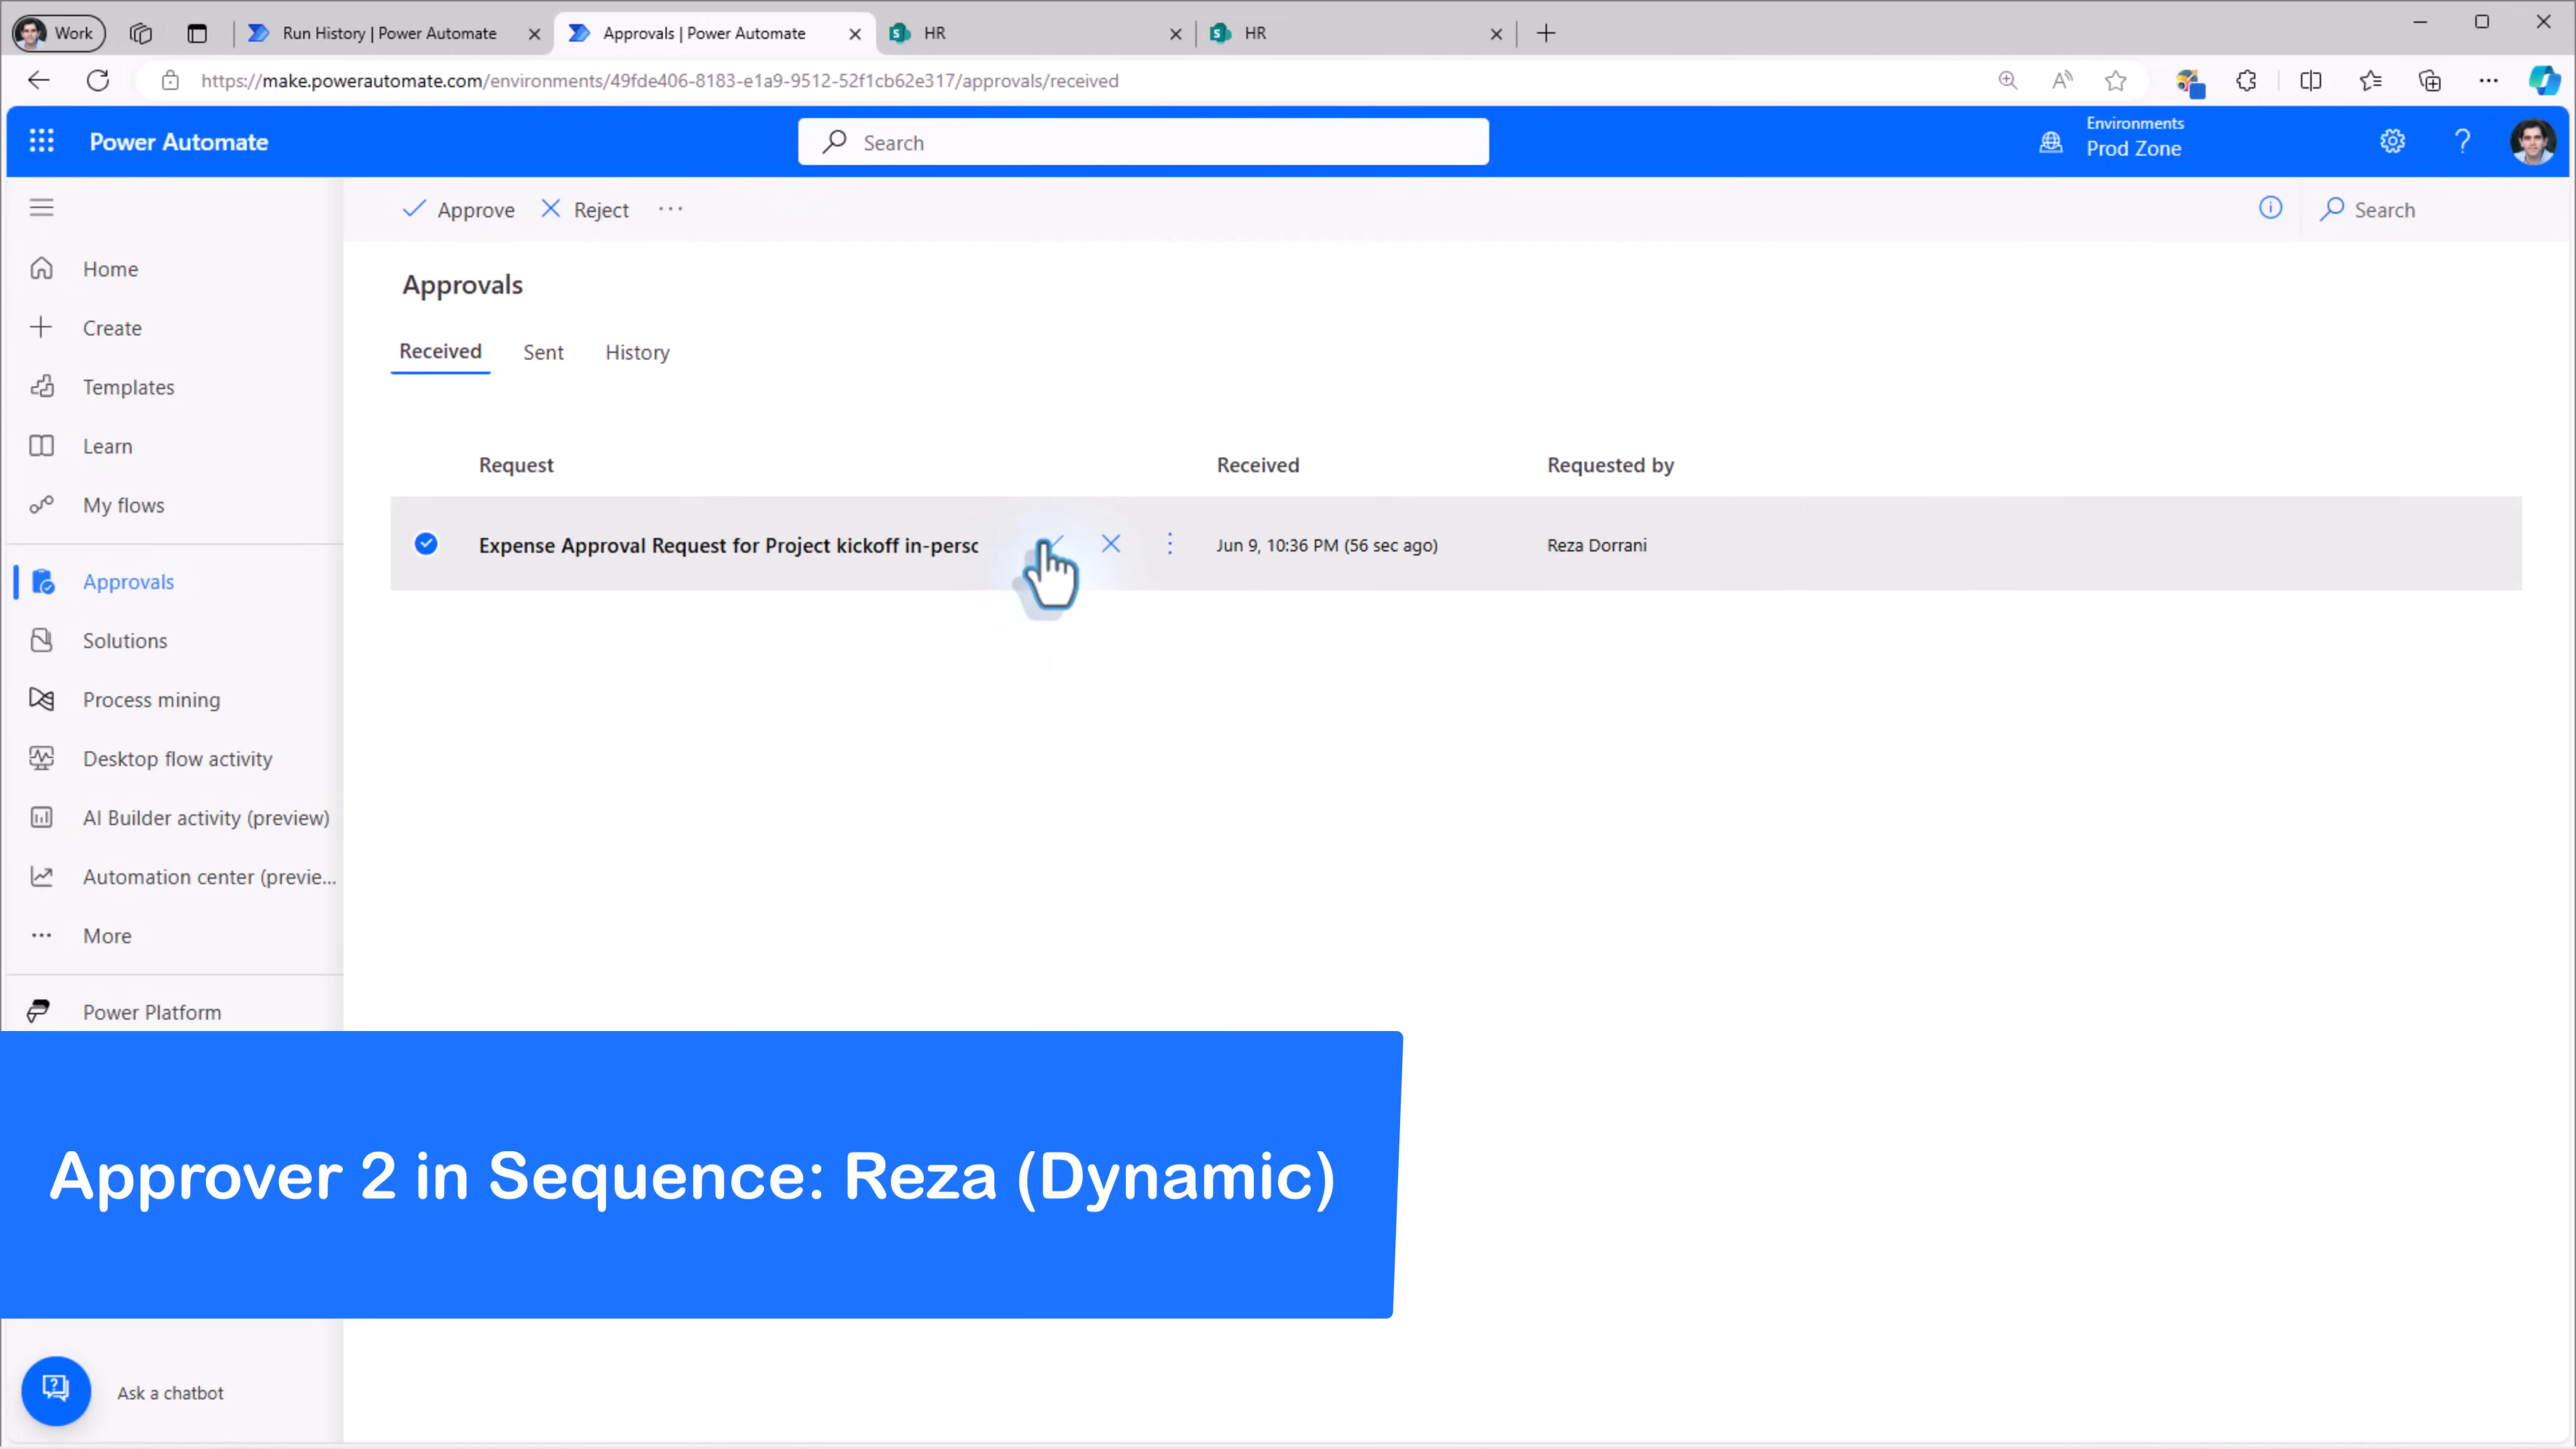 Work
Run History | Power Automate
Approvals | Power Automate
HR
HR
https://make.powerautomate.com/environments/49fde406-8183-e1a9-9512-52f1cb62e317/approvals/received
Power Automate
Search
Environments
Prod Zone
Approve
Reject
Search
Home
Create
Templates
Learn
My flows
Approvals
Solutions
Process mining
Desktop flow activity
AI Builder activity (preview)
Automation center (previe...
More
Power Platform
Approvals
Received
Sent
History
Request
Received
Requested by
Expense Approval Request for Project kickoff in-persc
Jun 9, 10:36 PM (56 sec ago)
Reza Dorrani
Approver 2 in Sequence: Reza (Dynamic)
Ask a chatbot